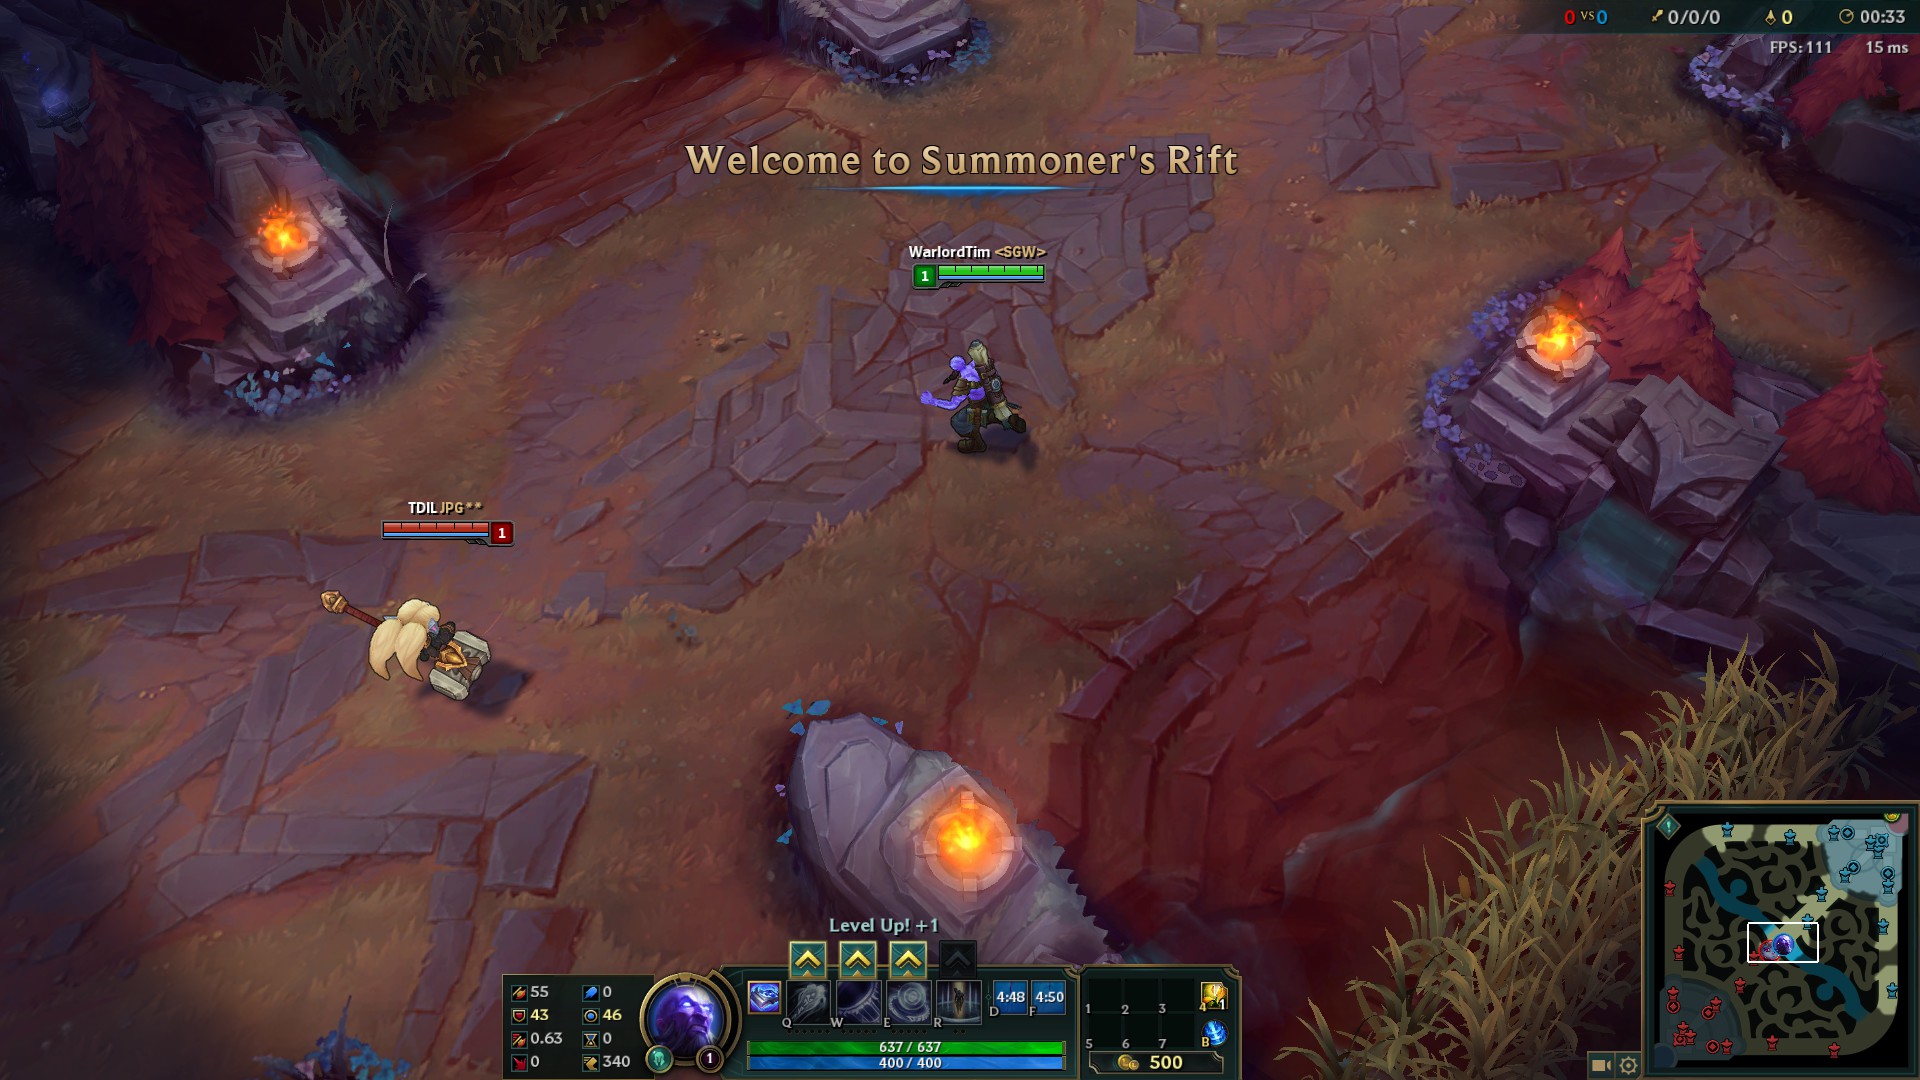 0 VS 0 0/0/0 0 00:33
FPS: 111 15 ms
Welcome to Summoner's Rift
WarlordTim <SGW>
1
TDIL JPG**
1
Level Up! +1
55 0
43 46
0.63 0
0 340
1
Q W E R
4:48 4:50
D F
637 / 637
400 / 400
1 2 3 4 1
5 6 7 B
500